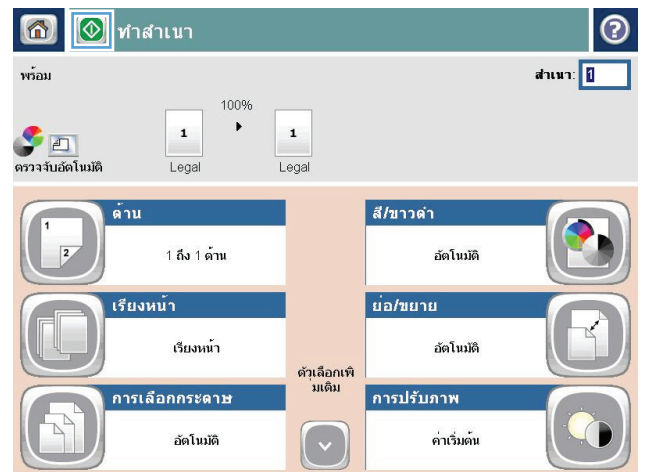 ทำสำเนา
?
พร้อม
สำเนา: 1
100%
1 1
ตรวจจับอัตโนมัติ
Legal Legal
ด้าน
1
2
1 ถึง 1 ด้าน
สี/ขาวดำ
อัตโนมัติ
เรียงหน้า
เรียงหน้า
ย่อ/ขยาย
อัตโนมัติ
ตัวเลือกเพิ
่มเติม
การเลือกกระดาษ
อัตโนมัติ
การปรับภาพ
ค่าเริ่มต้น